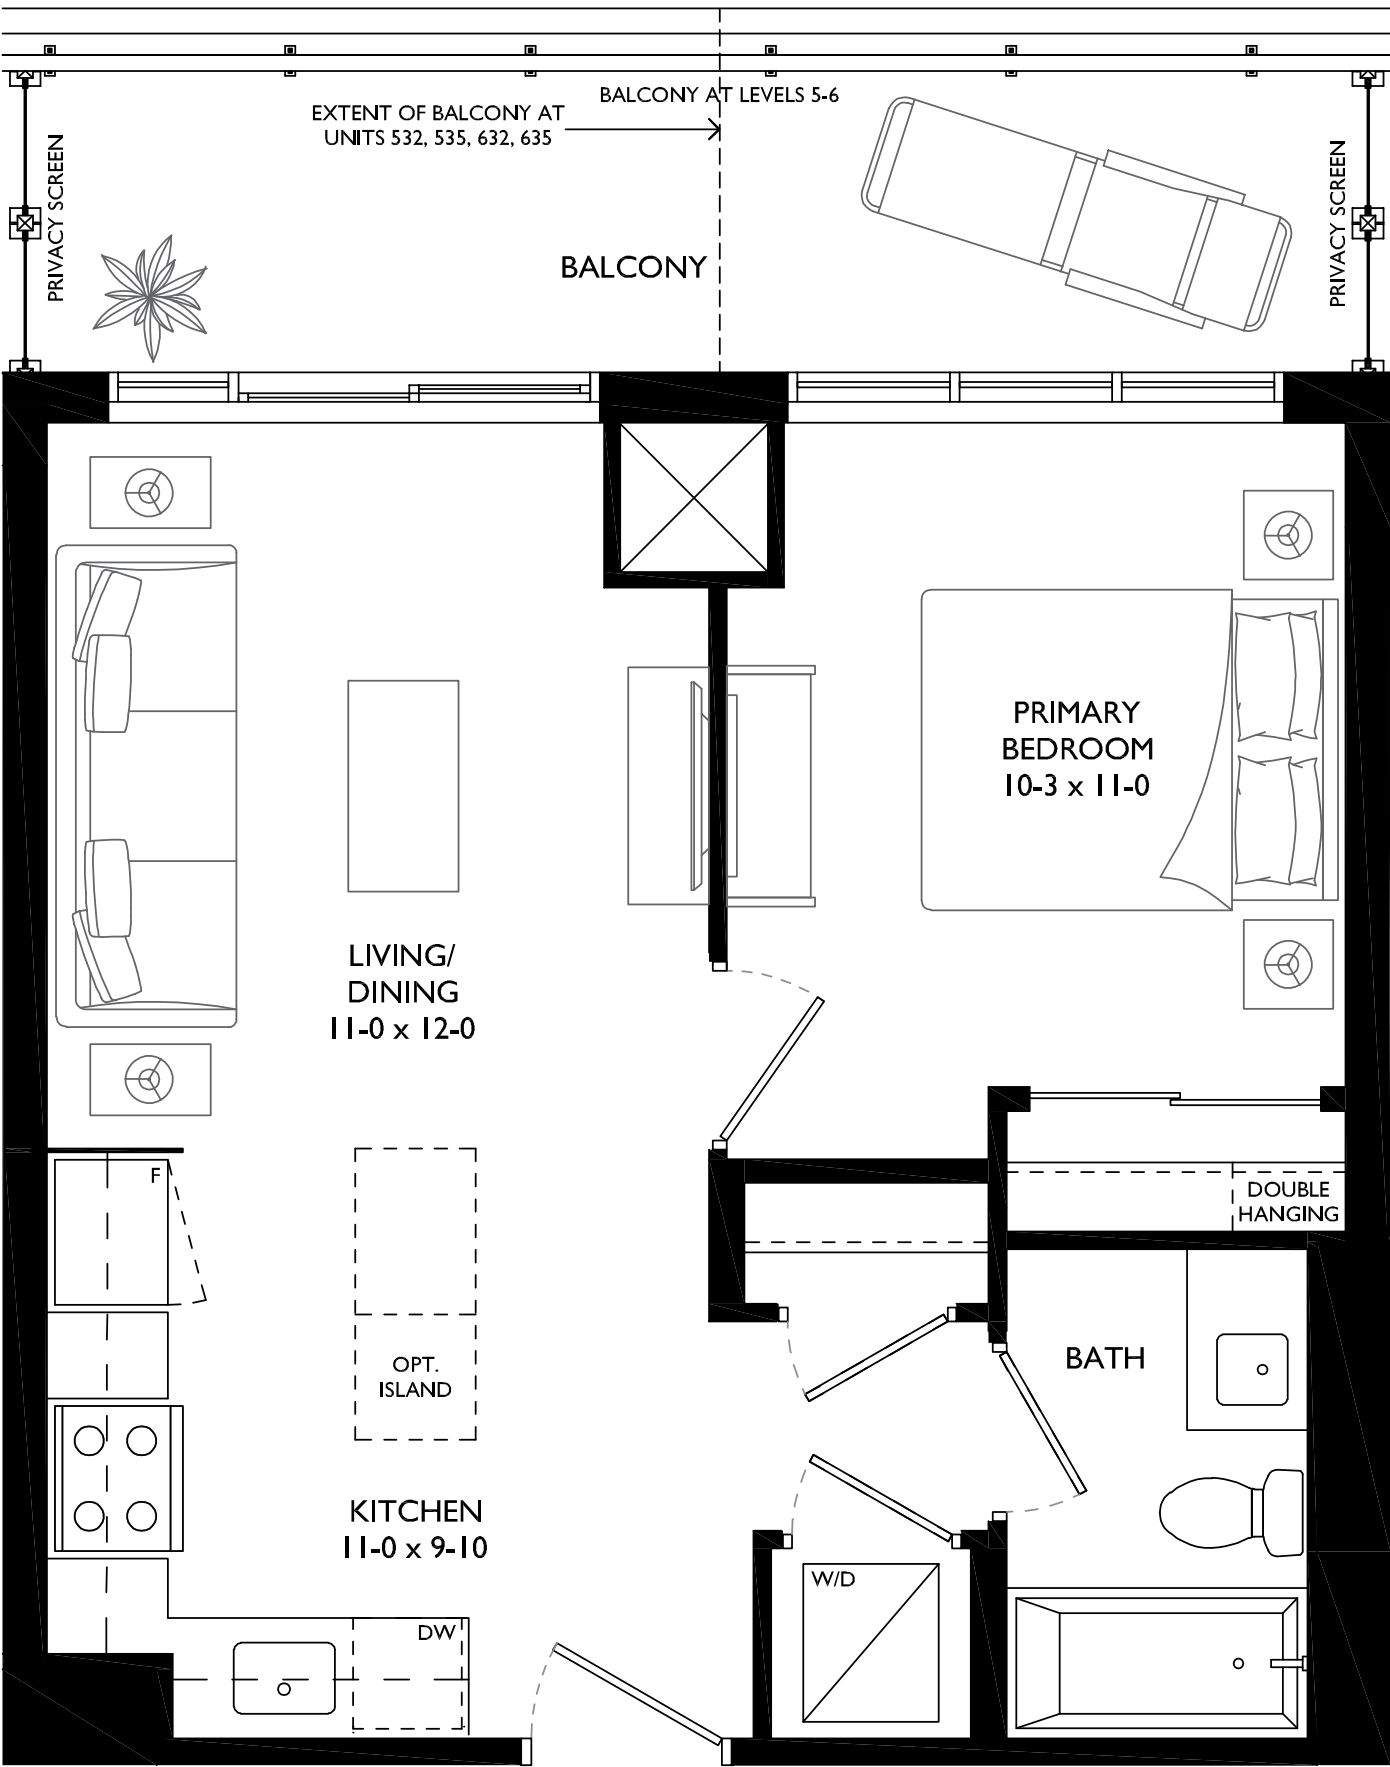 BALCONY AT LEVELS 5-6
EXTENT OF BALCONY AT
UNITS 532, 535, 632, 635
PRIVACY SCREEN
PRIVACY SCREEN
BALCONY
PRIMARY
BEDROOM
10-3 x 11-0
LIVING/
DINING
11-0 x 12-0
F
DOUBLE
HANGING
OPT.
ISLAND
BATH
KITCHEN
11-0 x 9-10
W/D
DW